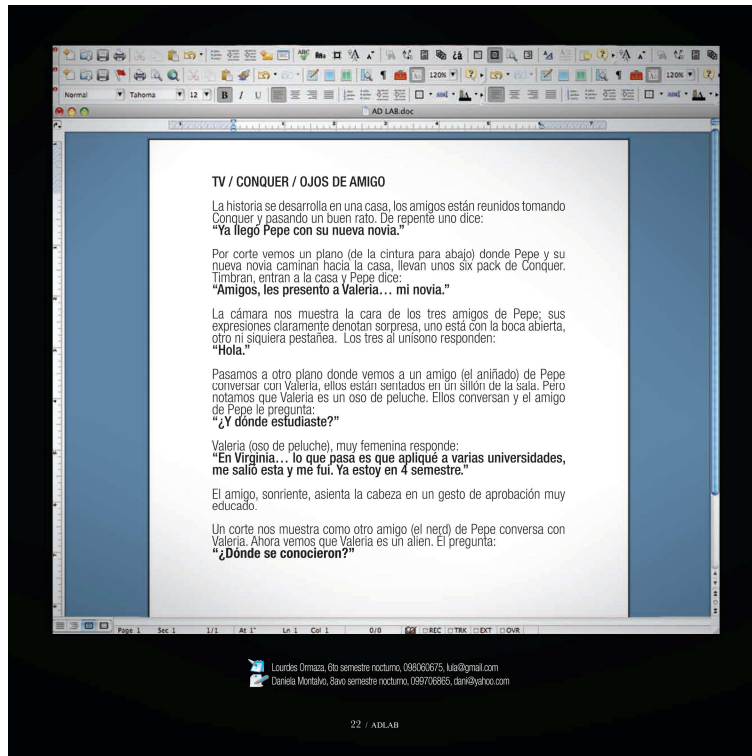 120%
120%
Normal
Tahoma
12
B I U
AD LAB.doc
TV / CONQUER / OJOS DE AMIGO
La historia se desarrolla en una casa, los amigos están reunidos tomando
Conquer y pasando un buen rato. De repente uno dice:
“Ya llegó Pepe con su nueva novia.”
Por corte vemos un plano (de la cintura para abajo) donde Pepe y su
nueva novia caminan hacia la casa, llevan unos six pack de Conquer.
Timbran, entran a la casa y Pepe dice:
“Amigos, les presento a Valeria… mi novia.”
La cámara nos muestra la cara de los tres amigos de Pepe; sus
expresiones claramente denotan sorpresa, uno está con la boca abierta,
otro ni siquiera pestañea. Los tres al unísono responden:
“Hola.”
Pasamos a otro plano donde vemos a un amigo (el aniñado) de Pepe
conversar con Valeria, ellos están sentados en un sillón de la sala. Pero
notamos que Valeria es un oso de peluche. Ellos conversan y el amigo
de Pepe le pregunta:
“¿Y dónde estudiaste?”
Valeria (oso de peluche), muy femenina responde:
“En Virginia… lo que pasa es que apliqué a varias universidades,
me salió esta y me fui. Ya estoy en 4 semestre.”
El amigo, sonriente, asienta la cabeza en un gesto de aprobación muy
educado.
Un corte nos muestra como otro amigo (el nerd) de Pepe conversa con
Valeria. Ahora vemos que Valeria es un alien. Él pregunta:
“¿Dónde se conocieron?”
Page 1 Sec 1 1/1 At 1" Ln 1 Col 1 0/0 REC TRK EXT OVR
Lourdes Ormaza, 6to semestre nocturno, 098060675, lula@gmail.com
Daniela Montalvo, 8avo semestre nocturno, 099706865, dani@yahoo.com
22 / ADLAB